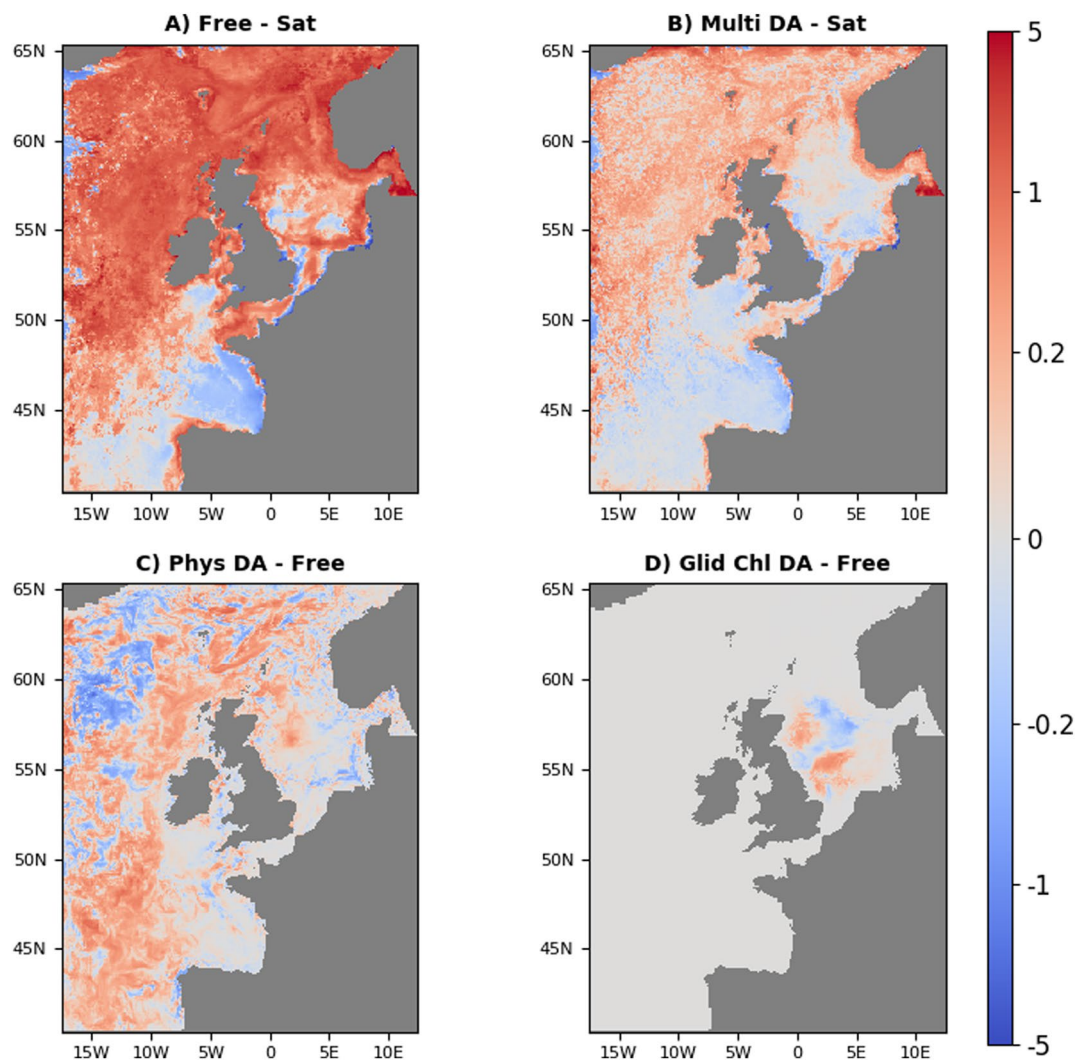 A) Free - Sat
B) Multi DA - Sat
65N
60N
55N
50N
45N
15W 10W 5W 0 5E 10E
65N
60N
55N
50N
45N
15W 10W 5W 0 5E 10E
C) Phys DA - Free
D) Glid Chl DA - Free
65N
60N
55N
50N
45N
15W 10W 5W 0 5E 10E
65N
60N
55N
50N
45N
15W 10W 5W 0 5E 10E
5
1
0.2
0
-0.2
-1
-5